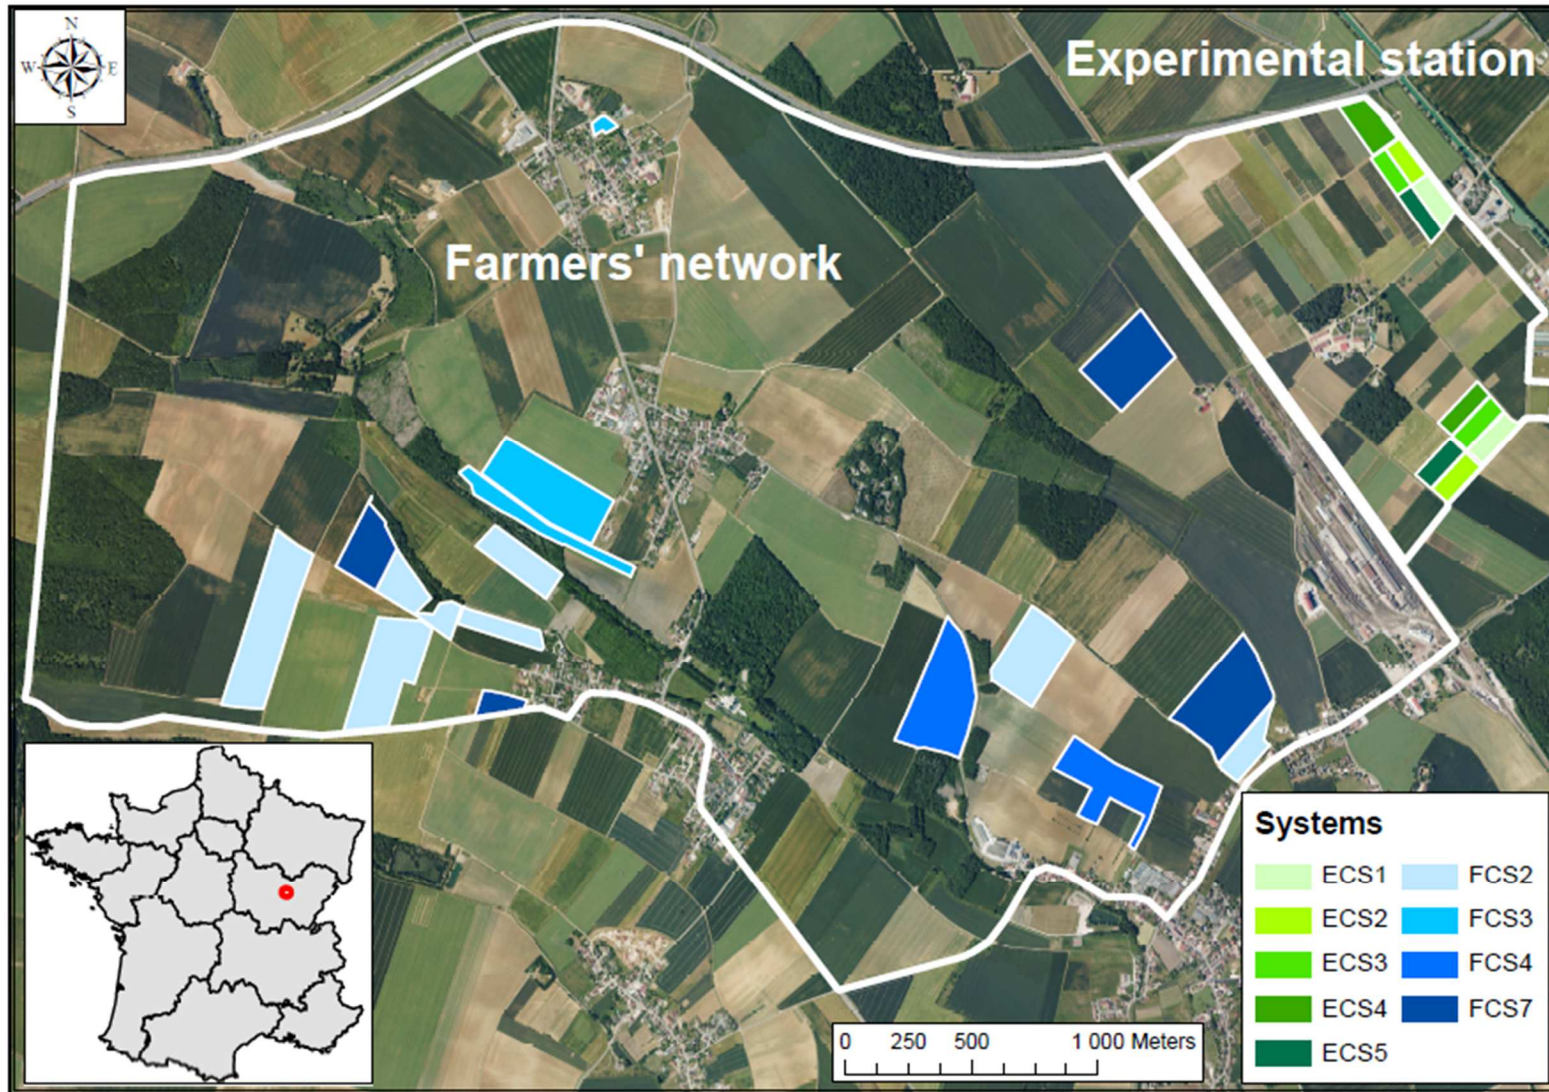 N
W E
S
Experimental station
Farmers' network
Systems
ECS1 FCS2
ECS2 FCS3
ECS3 FCS4
ECS4 FCS7
ECS5
0 250 500 1 000 Meters